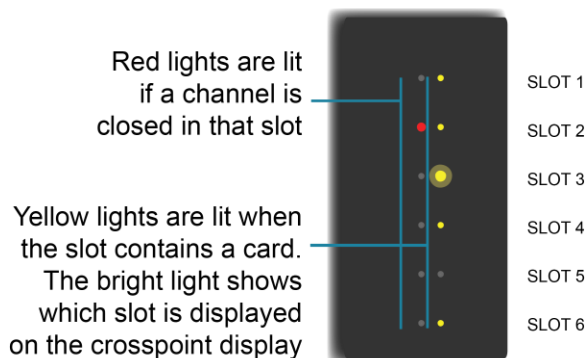 Red lights are lit
if a channel is
closed in that slot
Yellow lights are lit when
the slot contains a card.
The bright light shows
which slot is displayed
on the crosspoint display
SLOT 1
SLOT 2
SLOT 3
SLOT 4
SLOT 5
SLOT 6